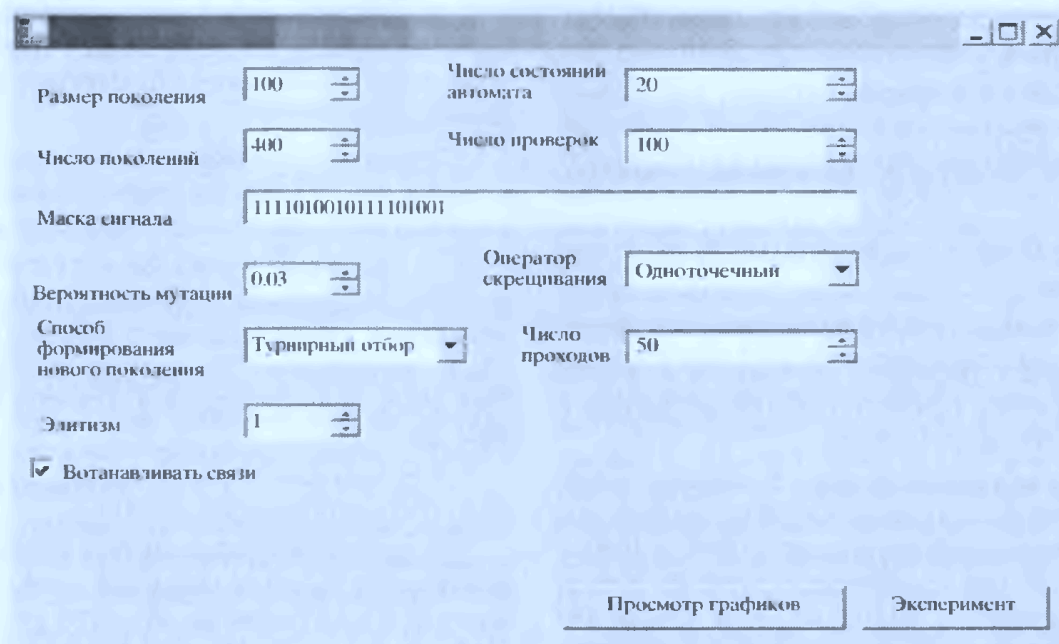 Размер поколения
100
Число состояний
автомата
20
Число поколений
400
Число проверок
100
Маска сигнала
1111010010111101001
Вероятность мутации
0.03
Оператор
скрещивания
Одноточечный
Способ
формирования
нового поколения
Турнирный отбор
Число
проходов
50
Элитизм
1
Вотанавливать связи
Просмотр графиков
Эксперимент